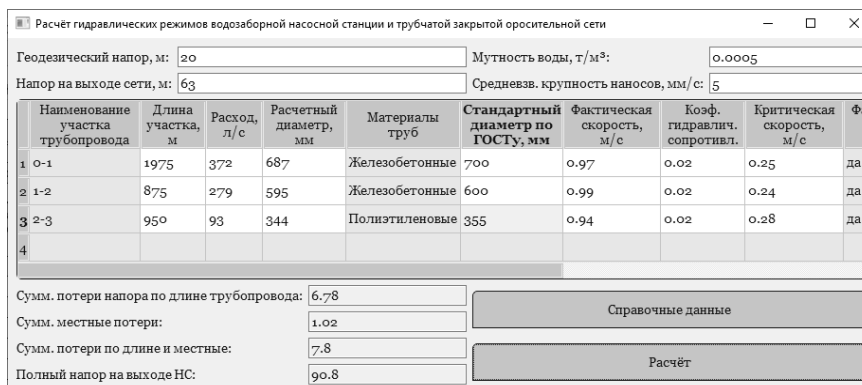 Расчёт гидравлических режимов водозаборной насосной станции и трубчатой закрытой оросительной сети
Геодезический напор, м: 20 Мутность воды, т/м³: 0.0005
Напор на выходе сети, м: 63 Средневзв. крупность наносов, мм/с: 5
Наименование участка трубопровода Длина участка, м Расход, л/с Расчетный диаметр, мм Материалы труб Стандартный диаметр по ГОСТу, мм Фактическая скорость, м/с Коэф. гидравлич. сопротивл. Критическая скорость, м/с
1 0-1 1975 372 687 Железобетонные 700 0.97 0.02 0.25 да
2 1-2 875 279 595 Железобетонные 600 0.99 0.02 0.24 да
3 2-3 950 93 344 Полиэтиленовые 355 0.94 0.02 0.28 да
4
Сумм. потери напора по длине трубопровода: 6.78
Справочные данные
Сумм. местные потери: 1.02
Сумм. потери по длине и местные: 7.8
Расчёт
Полный напор на выходе НС: 90.8